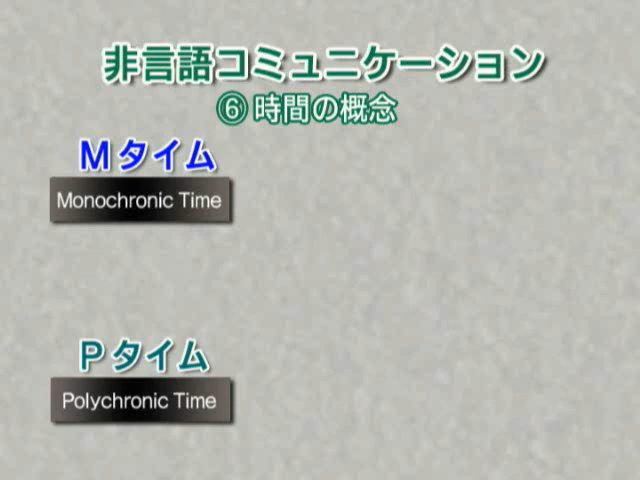 非言語コミュニケーション
⑥時間の概念
Mタイム
Monochronic Time
Pタイム
Polychronic Time